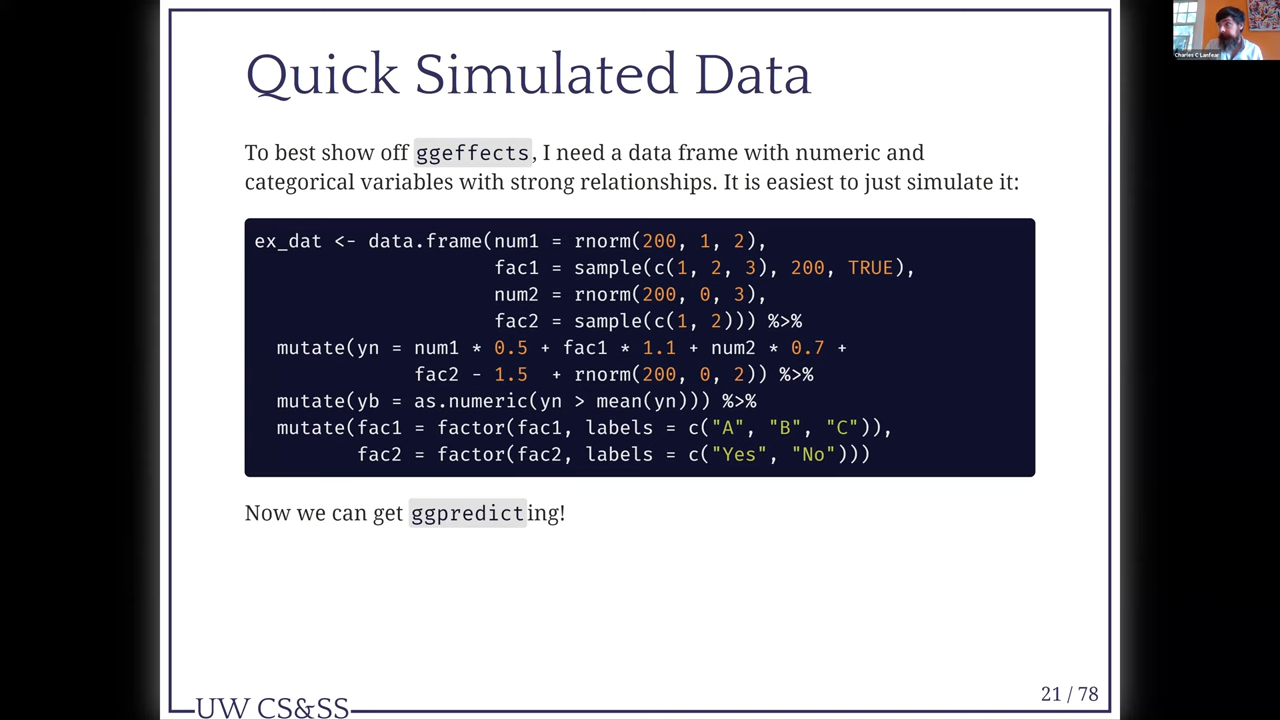 Quick Simulated Data
To best show off ggeffects, I need a data frame with numeric and
categorical variables with strong relationships. It is easiest to just simulate it:
ex_dat <- data.frame(num1 = rnorm(200, 1, 2),
fac1 = sample(c(1, 2, 3), 200, TRUE),
num2 = rnorm(200, 0, 3),
fac2 = sample(c(1, 2))) %>%
mutate(yn = num1 * 0.5 + fac1 * 1.1 + num2 * 0.7 +
fac2 - 1.5  + rnorm(200, 0, 2)) %>%
mutate(yb = as.numeric(yn > mean(yn))) %>%
mutate(fac1 = factor(fac1, labels = c("A", "B", "C")),
fac2 = factor(fac2, labels = c("Yes", "No")))
Now we can get ggpredicting!
UW CS&SS
21 / 78
Charles C Lanfear